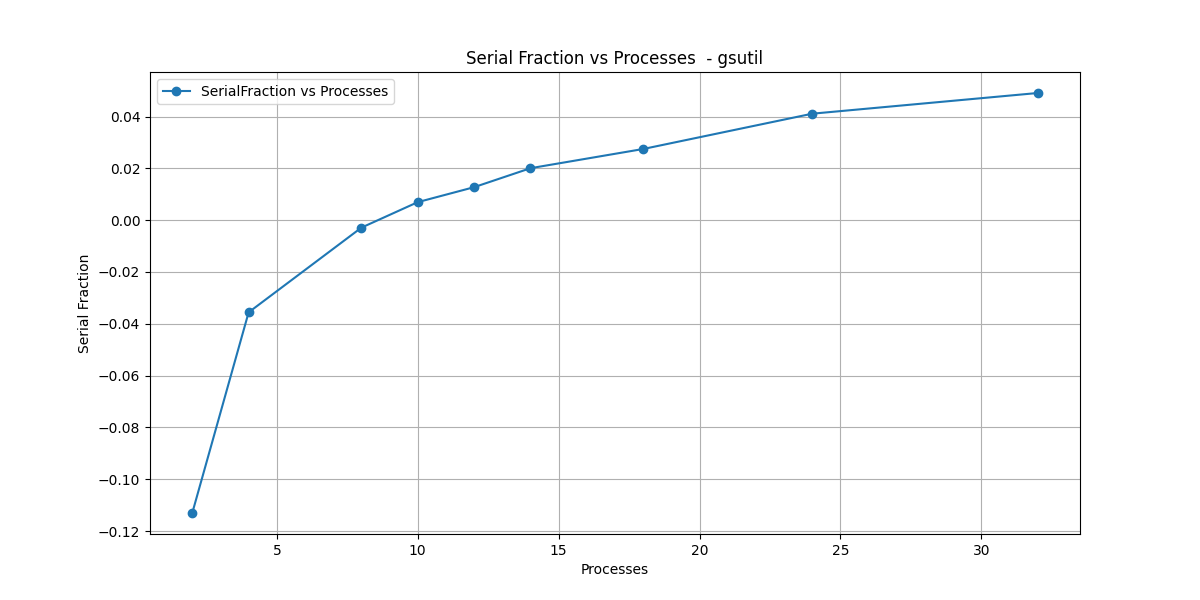 Serial Fraction vs Processes  - gsutil
SerialFraction vs Processes
0.04
0.02
0.00
−0.02
−0.04
−0.06
−0.08
−0.10
−0.12
Serial Fraction
5 10 15 20 25 30
Processes